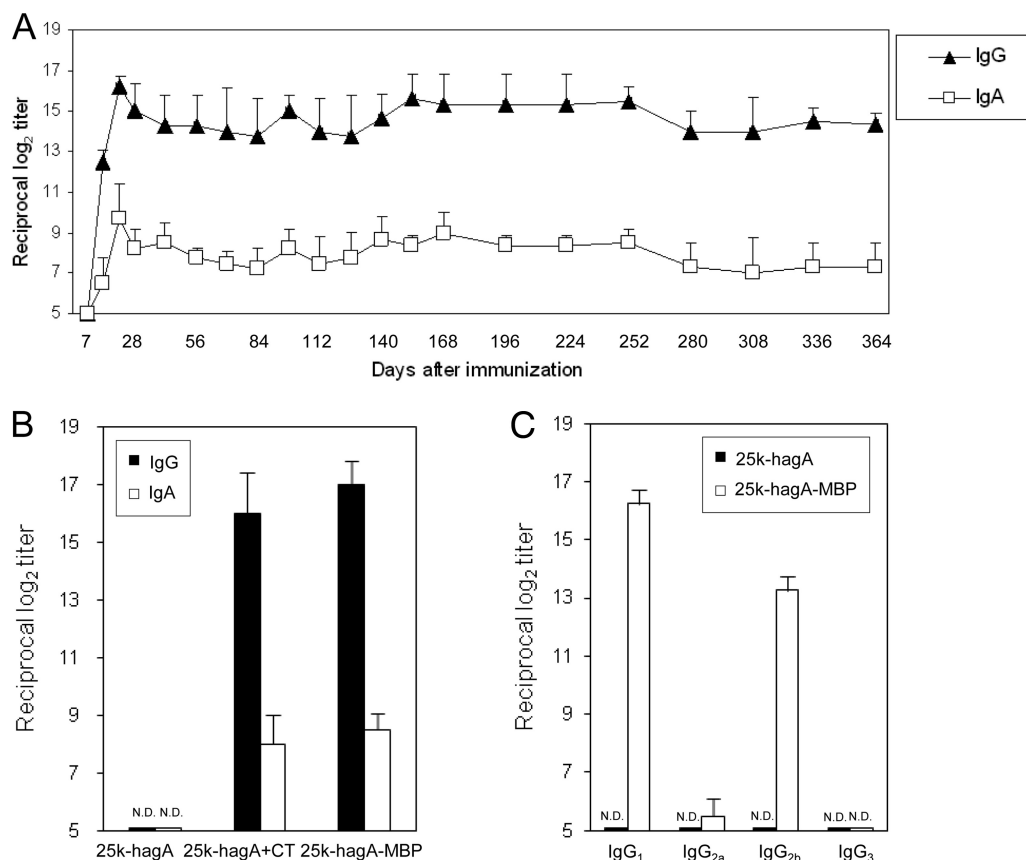 A
19
17
15
13
11
9
7
5
Reciprocal log2 titer
7 28 56 84 112 140 168 196 224 252 280 308 336 364
Days after immunization
IgG
IgA
B
19
17
15
13
11
9
7
5
Reciprocal log2 titer
IgG
IgA
N.D. N.D.
25k-hagA 25k-hagA+CT 25k-hagA-MBP
C
19
17
15
13
11
9
7
5
Reciprocal log2 titer
25k-hagA
25k-hagA-MBP
N.D. N.D. N.D. N.D. N.D.
IgG1 IgG2a IgG2b IgG3